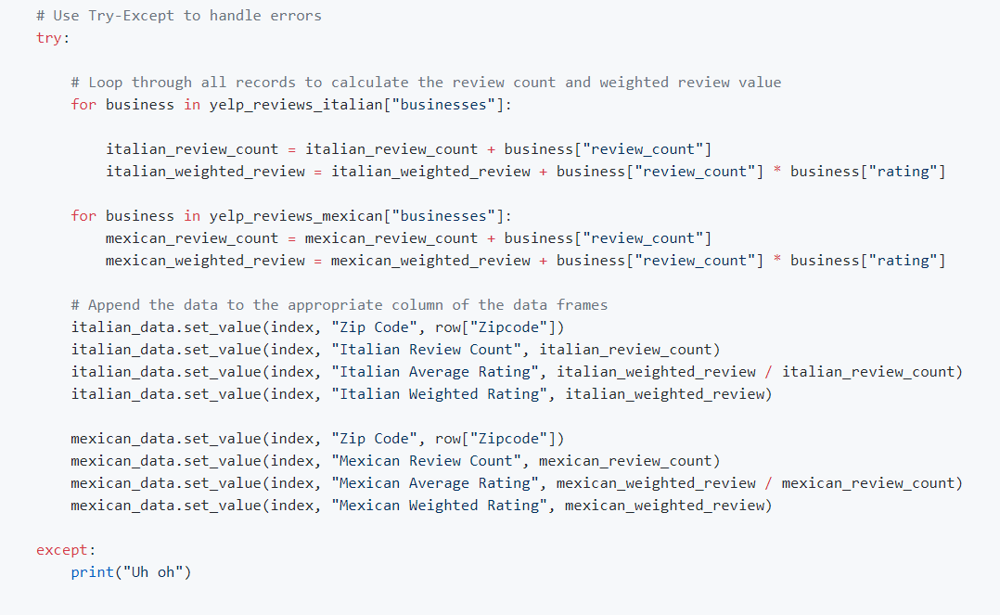 # Use Try-Except to handle errors
try:
# Loop through all records to calculate the review count and weighted review value
for business in yelp_reviews_italian["businesses"]:
italian_review_count = italian_review_count + business["review_count"]
italian_weighted_review = italian_weighted_review + business["review_count"] * business["rating"]
for business in yelp_reviews_mexican["businesses"]:
mexican_review_count = mexican_review_count + business["review_count"]
mexican_weighted_review = mexican_weighted_review + business["review_count"] * business["rating"]
# Append the data to the appropriate column of the data frames
italian_data.set_value(index, "Zip Code", row["Zipcode"])
italian_data.set_value(index, "Italian Review Count", italian_review_count)
italian_data.set_value(index, "Italian Average Rating", italian_weighted_review / italian_review_count)
italian_data.set_value(index, "Italian Weighted Rating", italian_weighted_review)
mexican_data.set_value(index, "Zip Code", row["Zipcode"])
mexican_data.set_value(index, "Mexican Review Count", mexican_review_count)
mexican_data.set_value(index, "Mexican Average Rating", mexican_weighted_review / mexican_review_count)
mexican_data.set_value(index, "Mexican Weighted Rating", mexican_weighted_review)
except:
print("Uh oh")